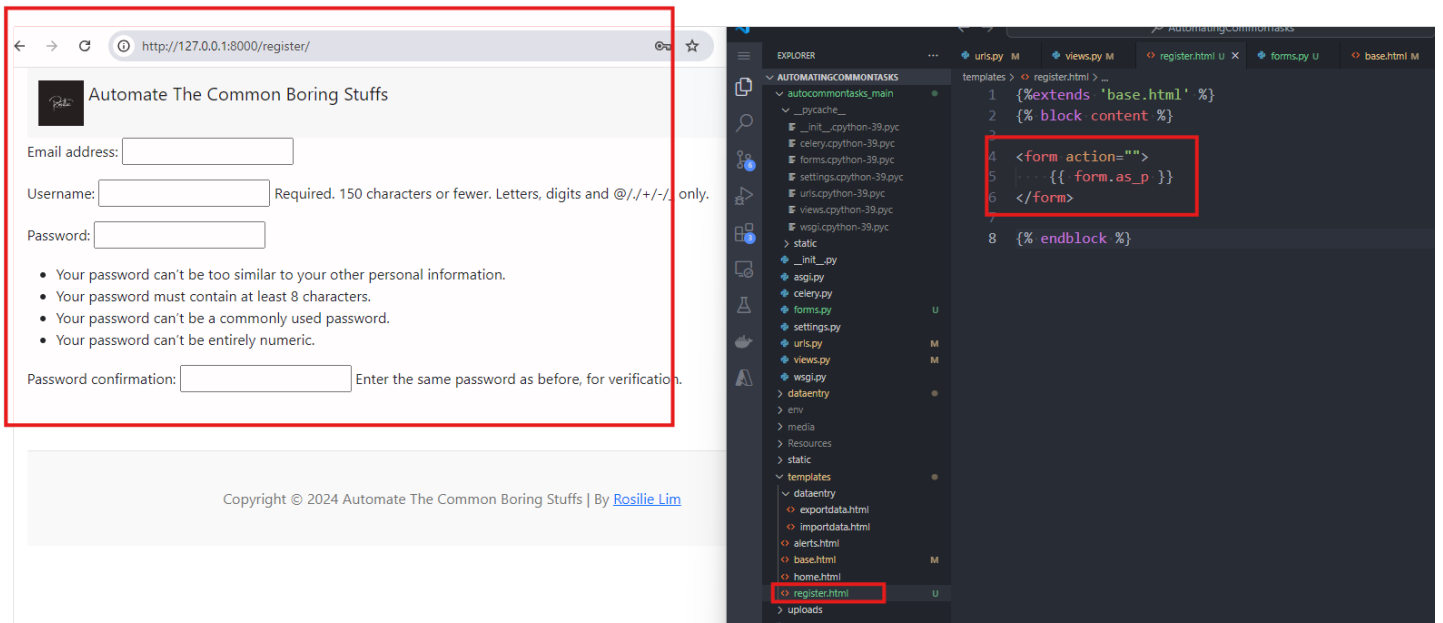 http://127.0.0.1:8000/register/
Automate The Common Boring Stuffs
Email address:
Username: Required. 150 characters or fewer. Letters, digits and @/./+/-/_ only.
Password:
Your password can't be too similar to your other personal information.
Your password must contain at least 8 characters.
Your password can't be a commonly used password.
Your password can't be entirely numeric.
Password confirmation: Enter the same password as before, for verification.
Copyright © 2024 Automate The Common Boring Stuffs | By Rosilie Lim
AutomatingCommonTasks
EXPLORER ...
AUTOMATINGCOMMONTASKS
autocommontasks_main
__pycache__
__init__.cpython-39.pyc
celery.cpython-39.pyc
forms.cpython-39.pyc
settings.cpython-39.pyc
urls.cpython-39.pyc
views.cpython-39.pyc
wsgi.cpython-39.pyc
static
__init__.py
asgi.py
celery.py
forms.py U
settings.py
urls.py M
views.py M
wsgi.py
dataentry
env
media
Resources
static
templates
dataentry
exportdata.html
importdata.html
alerts.html
base.html M
home.html
register.html U
uploads
6
3
urls.py M views.py M register.html U forms.py U base.html M
templates > register.html > ...
1 {%extends 'base.html' %}
2 {% block content %}
3
4 <form action="">
5 ····{{ form.as_p }}
6 </form>
7
8 {% endblock %}